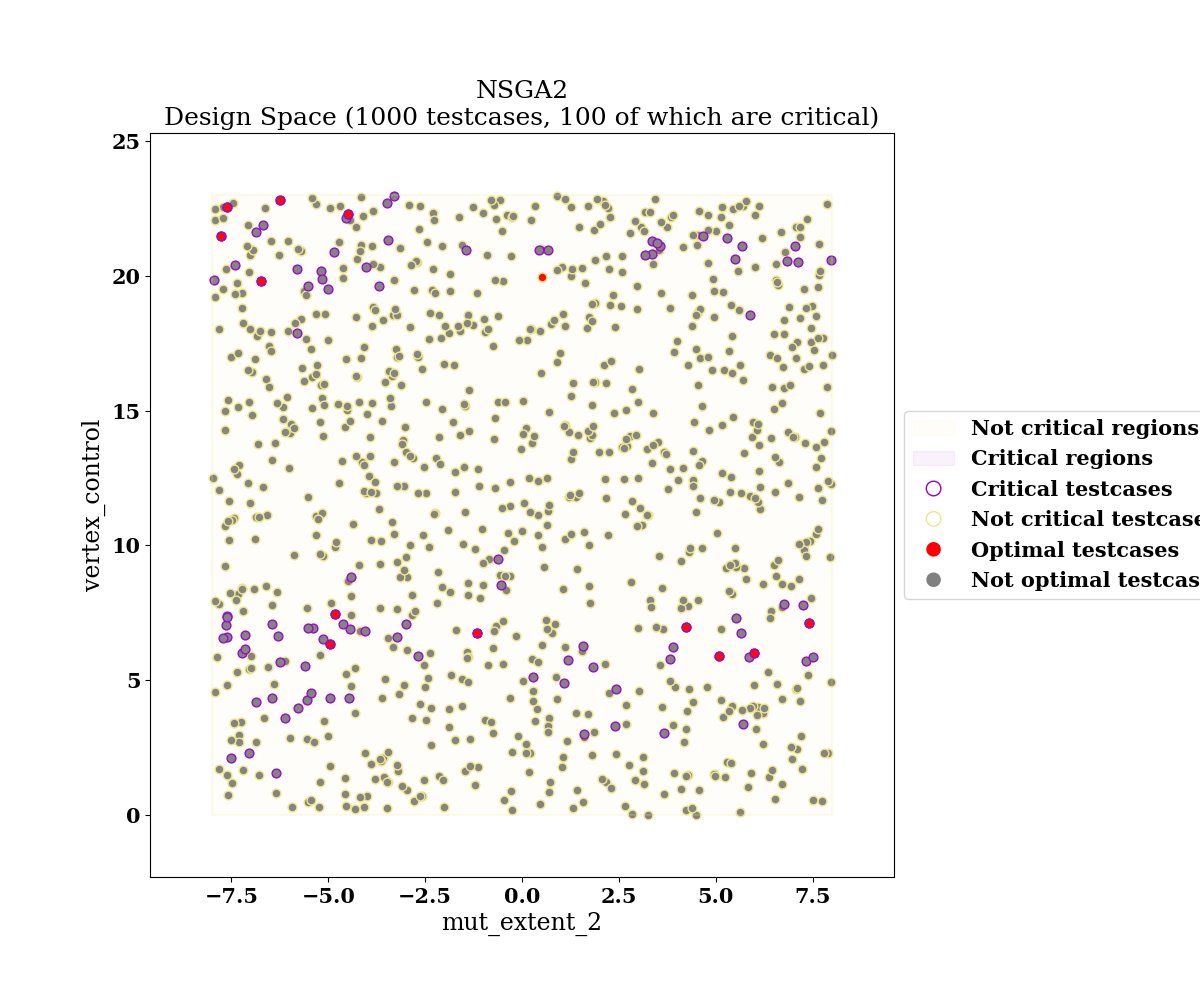 NSGA2
Design Space (1000 testcases, 100 of which are critical)
25
20
15
10
5
0
vertex_control
−7.5 −5.0 −2.5 0.0 2.5 5.0 7.5
mut_extent_2
Not critical regions
Critical regions
Critical testcases
Not critical testcase
Optimal testcases
Not optimal testcas